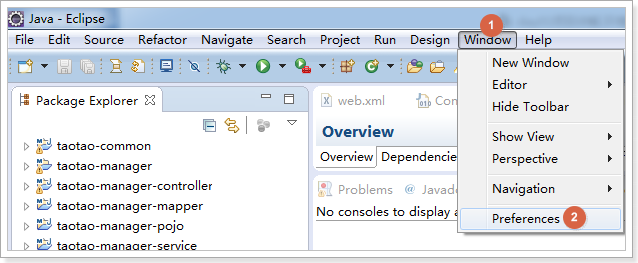 Java - Eclipse
1
File Edit Source Refactor Navigate Search Project Run Design Window Help
New Window
Editor
Hide Toolbar
Show View
Perspective
Navigation
Preferences 2
Package Explorer
taotao-common
taotao-manager
taotao-manager-controller
taotao-manager-mapper
taotao-manager-pojo
taotao-manager-service
web.xml
Overview
Overview Dependencie
Problems @ Javad
No consoles to display a